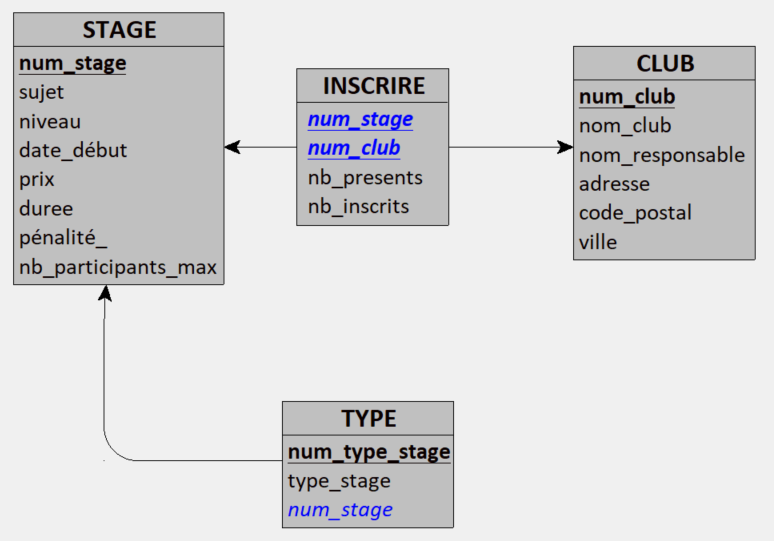 STAGE
num_stage
sujet
niveau
date_début
prix
duree
pénalité_
nb_participants_max
INSCRIRE
num_stage
num_club
nb_presents
nb_inscrits
CLUB
num_club
nom_club
nom_responsable
adresse
code_postal
ville
TYPE
num_type_stage
type_stage
num_stage